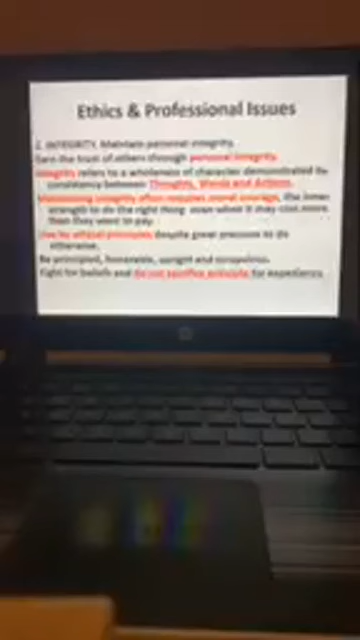 Ethics & Professional Issues
2. INTEGRITY. Maintain personal integrity.
Earn the trust of others through personal integrity.
Integrity refers to a wholeness of character demonstrated by
consistency between Thoughts, Words and Actions.
Maintaining integrity often requires moral courage, the inner
strength to do the right thing even when it may cost more
than they want to pay.
Live by ethical principles despite great pressure to do
otherwise.
Be principled, honorable, upright and scrupulous.
Fight for beliefs and do not sacrifice principle for expediency.